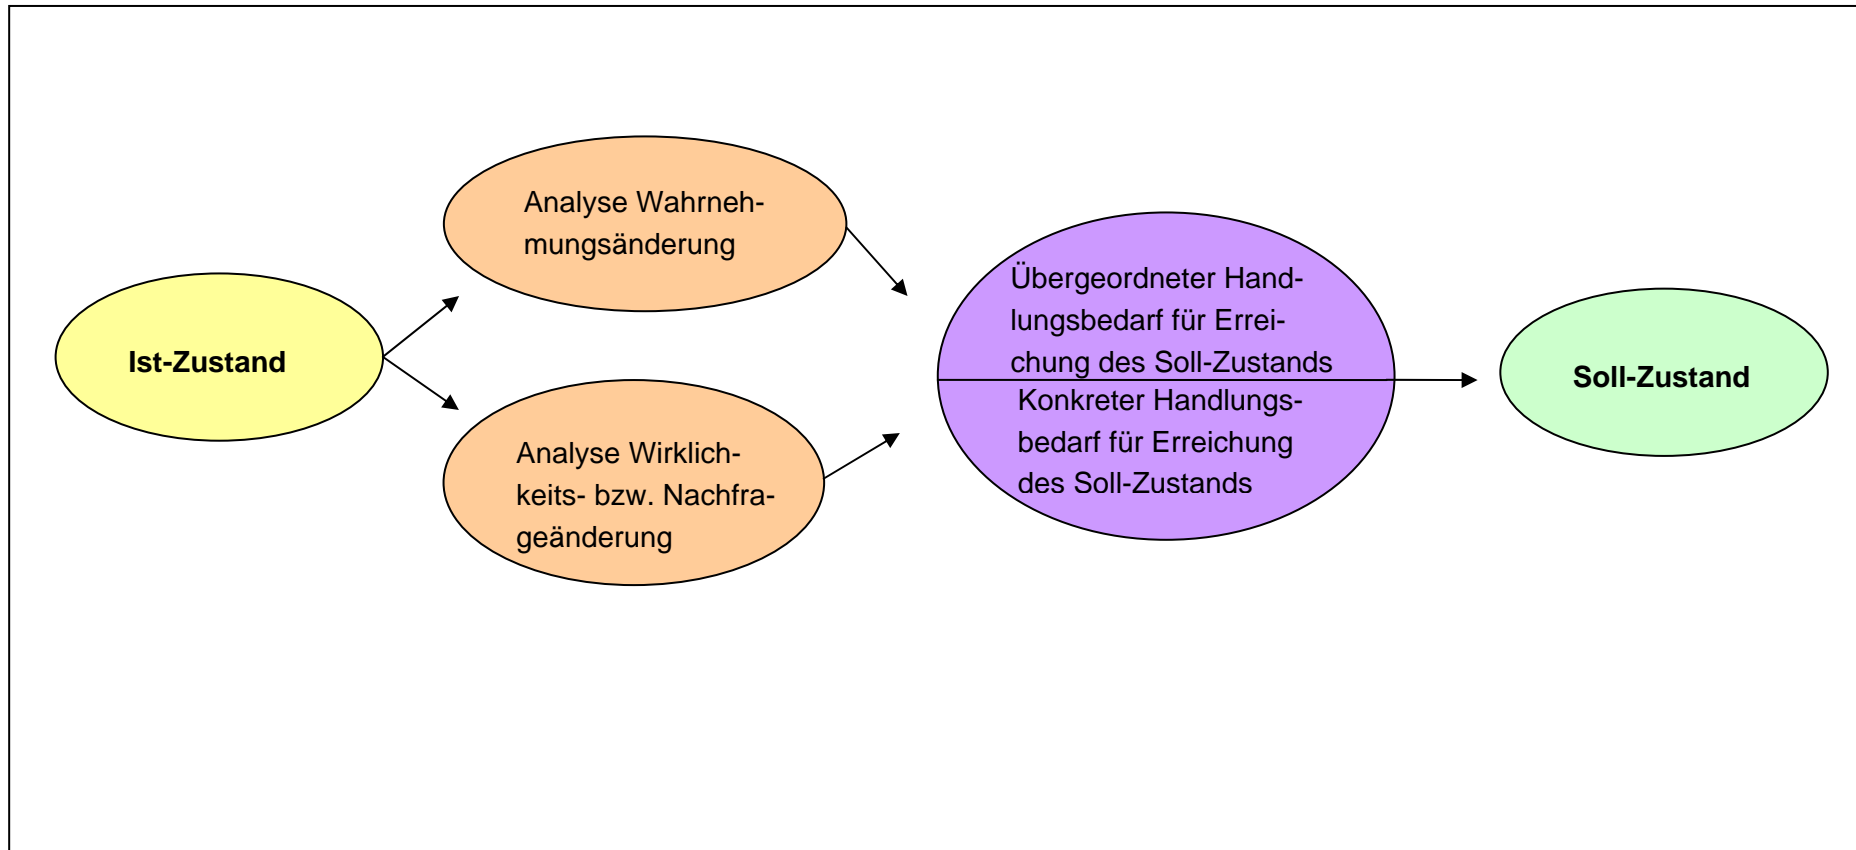 Ist-Zustand
Analyse Wahrneh-
mungsänderung
Analyse Wirklich-
keits- bzw. Nachfra-
geänderung
Übergeordneter Hand-
lungsbedarf für Errei-
chung des Soll-Zustands
Konkreter Handlungs-
bedarf für Erreichung
des Soll-Zustands
Soll-Zustand